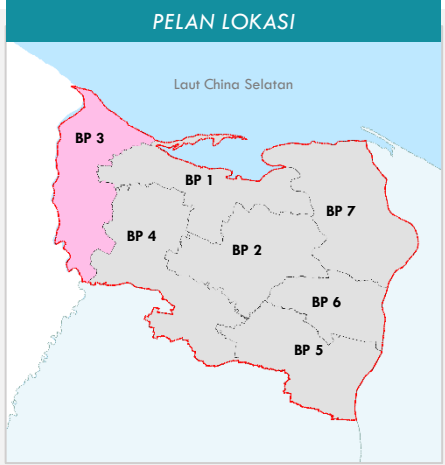 PELAN LOKASI
Laut China Selatan
BP 3
BP 1
BP 7
BP 4
BP 2
BP 6
BP 5